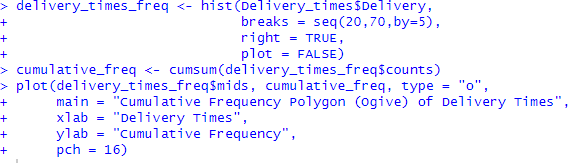 > delivery_times_freq <- hist(Delivery_times$Delivery,
+                             breaks = seq(20,70,by=5),
+                             right = TRUE,
+                             plot = FALSE)
> cumulative_freq <- cumsum(delivery_times_freq$counts)
> plot(delivery_times_freq$mids, cumulative_freq, type = "o",
+      main = "Cumulative Frequency Polygon (Ogive) of Delivery Times",
+      xlab = "Delivery Times",
+      ylab = "Cumulative Frequency",
+      pch = 16)